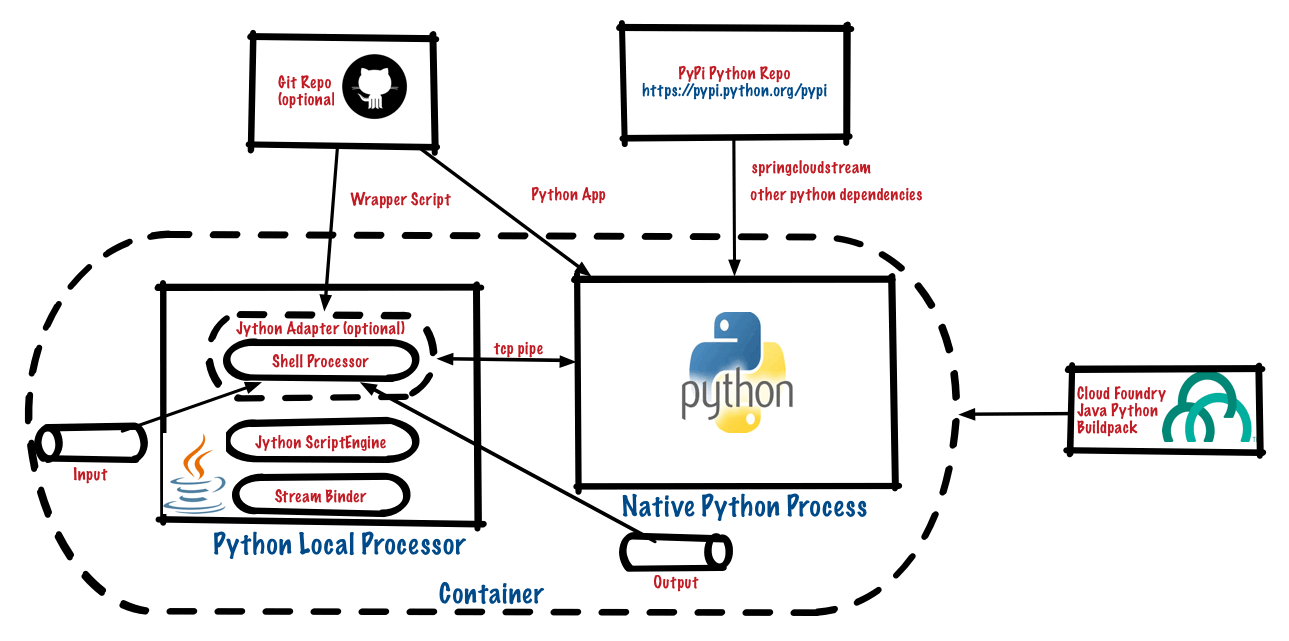 Git Repo
(optional
PyPi Python Repo
https://pypi.python.org/pypi
springcloudstream
other python dependencies
Wrapper Script
Python App
Jython Adapter (optional)
Shell Processor
tcp pipe
python
Cloud Foundry
Java Python
Buildpack
Jython ScriptEngine
Input
Stream Binder
Native Python Process
Python Local Processor
Output
Container